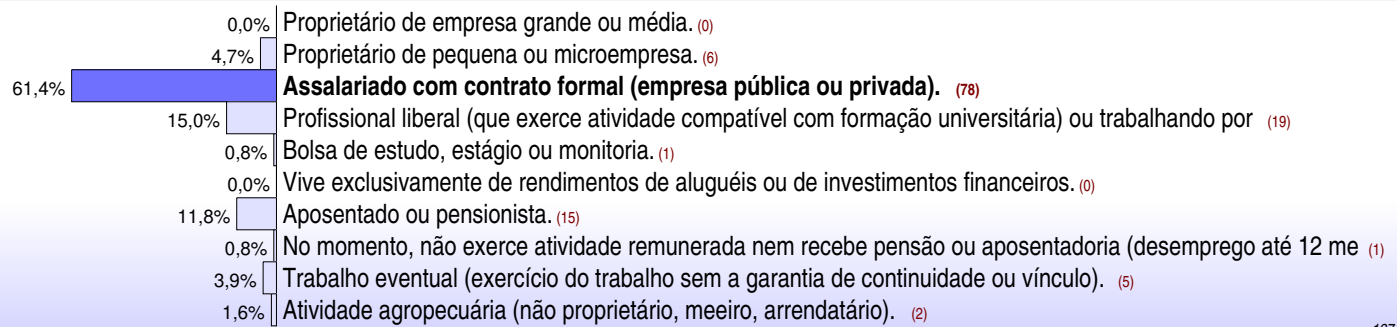 0,0% Proprietário de empresa grande ou média. (0)
4,7% Proprietário de pequena ou microempresa. (6)
61,4% Assalariado com contrato formal (empresa pública ou privada). (78)
15,0% Profissional liberal (que exerce atividade compatível com formação universitária) ou trabalhando por (19)
0,8% Bolsa de estudo, estágio ou monitoria. (1)
0,0% Vive exclusivamente de rendimentos de aluguéis ou de investimentos financeiros. (0)
11,8% Aposentado ou pensionista. (15)
0,8% No momento, não exerce atividade remunerada nem recebe pensão ou aposentadoria (desemprego até 12 me (1)
3,9% Trabalho eventual (exercício do trabalho sem a garantia de continuidade ou vínculo). (5)
1,6% Atividade agropecuária (não proprietário, meeiro, arrendatário). (2)